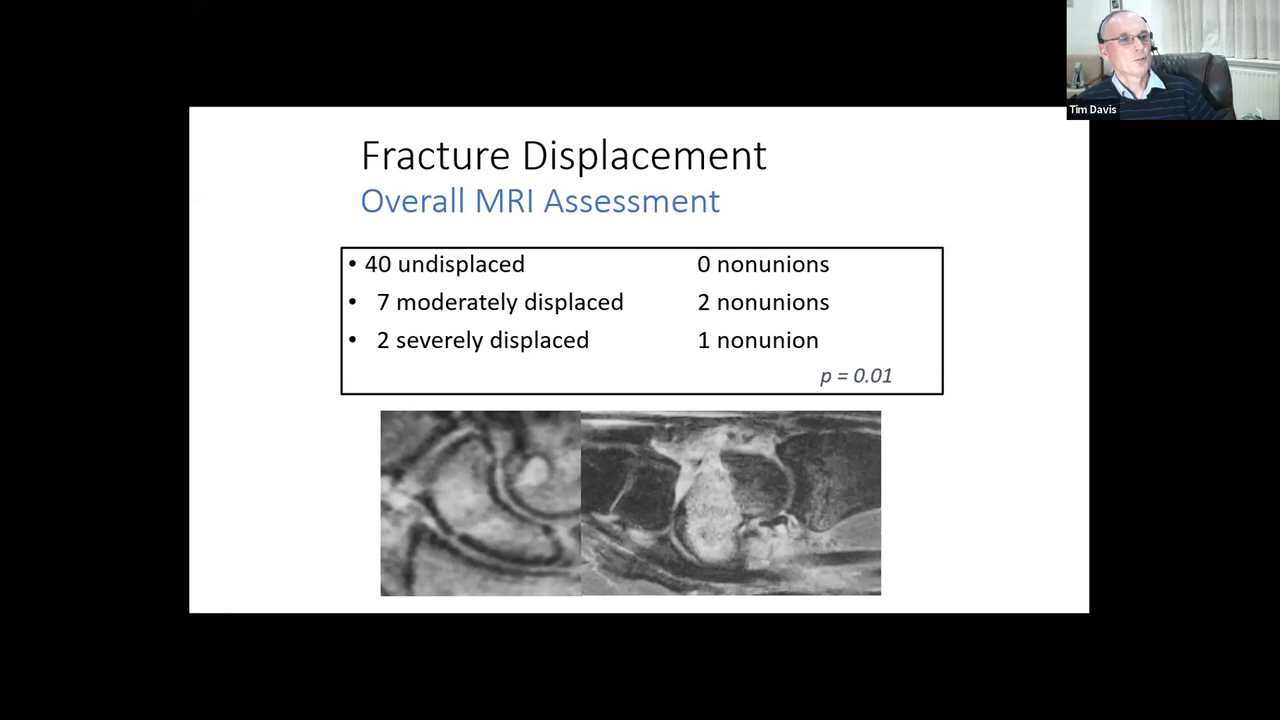 Tim Davis
Fracture Displacement
Overall MRI Assessment
• 40 undisplaced 0 nonunions
• 7 moderately displaced 2 nonunions
• 2 severely displaced 1 nonunion
p = 0.01